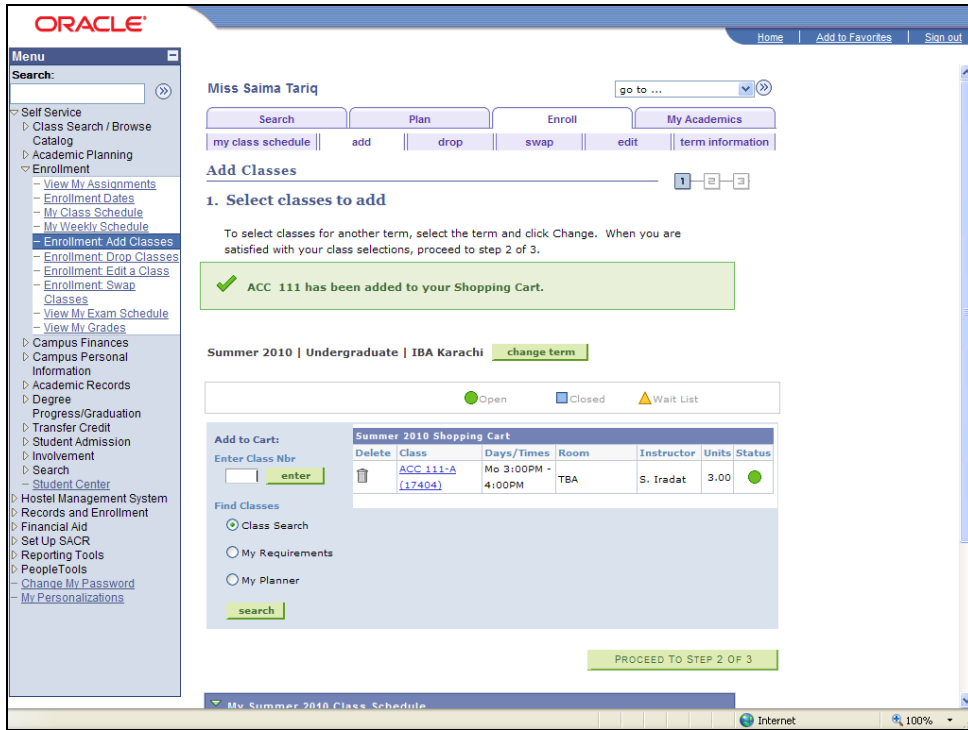 ORACLE®
Home | Add to Favorites | Sign out
Menu
Search:
Self Service
Class Search / Browse
Catalog
Academic Planning
Enrollment
– View My Assignments
– Enrollment Dates
– My Class Schedule
– My Weekly Schedule
– Enrollment: Add Classes
– Enrollment: Drop Classes
– Enrollment: Edit a Class
– Enrollment: Swap
Classes
– View My Exam Schedule
– View My Grades
Campus Finances
Campus Personal
Information
Academic Records
Degree
Progress/Graduation
Transfer Credit
Student Admission
Involvement
Search
– Student Center
Hostel Management System
Records and Enrollment
Financial Aid
Set Up SACR
Reporting Tools
PeopleTools
– Change My Password
– My Personalizations
Miss Saima Tariq
go to ...
Search Plan Enroll My Academics
my class schedule || add || drop || swap || edit || term information
Add Classes
1 2 3
1. Select classes to add
To select classes for another term, select the term and click Change. When you are
satisfied with your class selections, proceed to step 2 of 3.
ACC 111 has been added to your Shopping Cart.
Summer 2010 | Undergraduate | IBA Karachi change term
Open Closed Wait List
Add to Cart:
Enter Class Nbr
enter
Find Classes
Class Search
My Requirements
My Planner
search
Summer 2010 Shopping Cart
Delete Class Days/Times Room Instructor Units Status
ACC 111-A
(17404)
Mo 3:00PM -
4:00PM
TBA
S. Iradat
3.00
PROCEED TO STEP 2 OF 3
My Summer 2010 Class Schedule
Internet 100%